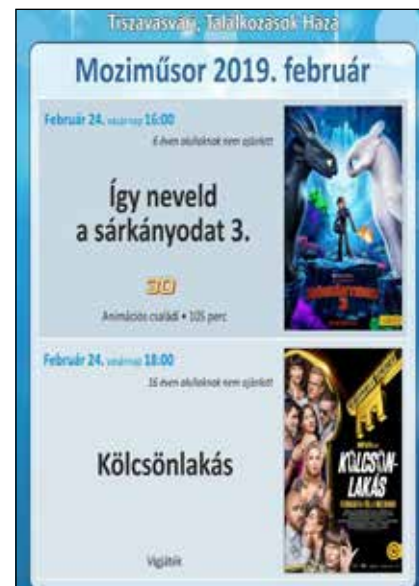 Tiszavasvári, Találkozások Háza
Moziműsor 2019. február
Február 24. vasárnap 16:00
6 éven aluliaknak nem ajánlott
Így neveld
a sárkányodat 3.
3D
Animációs családi • 105 perc
Február 24. vasárnap 18:00
16 éven aluliaknak nem ajánlott
Kölcsönlakás
KÖLCSÖN-
LAKÁS
Vígjáték